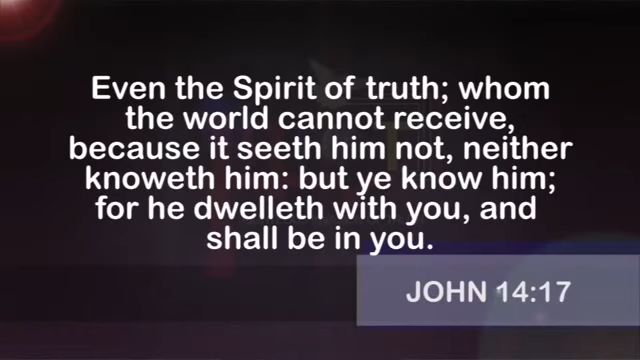 Even the Spirit of truth; whom
the world cannot receive,
because it seeth him not, neither
knoweth him: but ye know him;
for he dwelleth with you, and
shall be in you.
JOHN 14:17